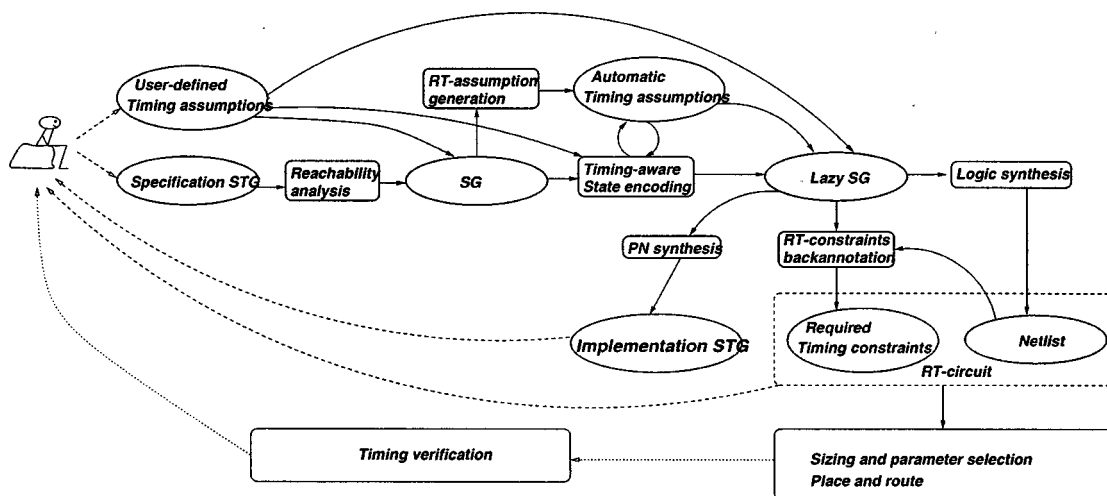 User-defined
Timing assumptions
RT-assumption
generation
Automatic
Timing assumptions
Specification STG
Reachability
analysis
SG
Timing-aware
State encoding
Lazy SG
Logic synthesis
PN synthesis
RT-constraints
backannotation
Implementation STG
Required
Timing constraints
Netlist
RT-circuit
Timing verification
Sizing and parameter selection
Place and route